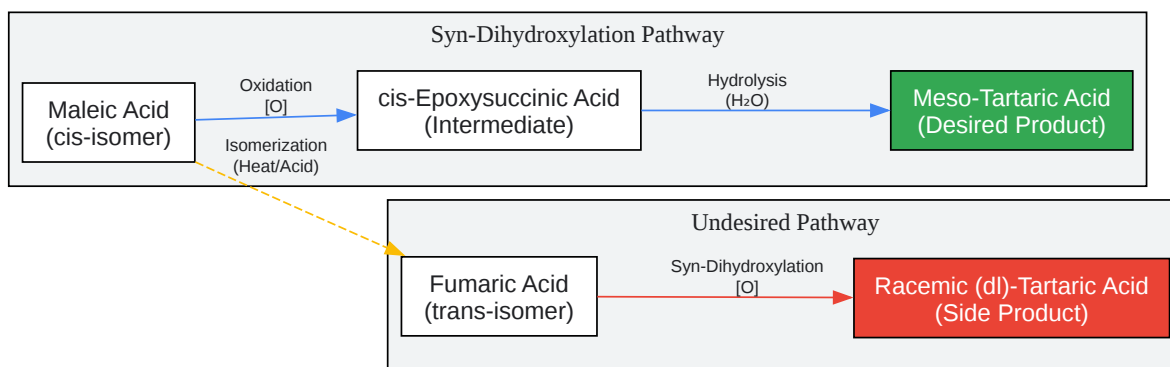 Syn-Dihydroxylation Pathway
Maleic Acid
(cis-isomer)
Oxidation
[O]
cis-Epoxysuccinic Acid
(Intermediate)
Hydrolysis
(H₂O)
Meso-Tartaric Acid
(Desired Product)
Isomerization
(Heat/Acid)
Undesired Pathway
Fumaric Acid
(trans-isomer)
Syn-Dihydroxylation
[O]
Racemic (dl)-Tartaric Acid
(Side Product)